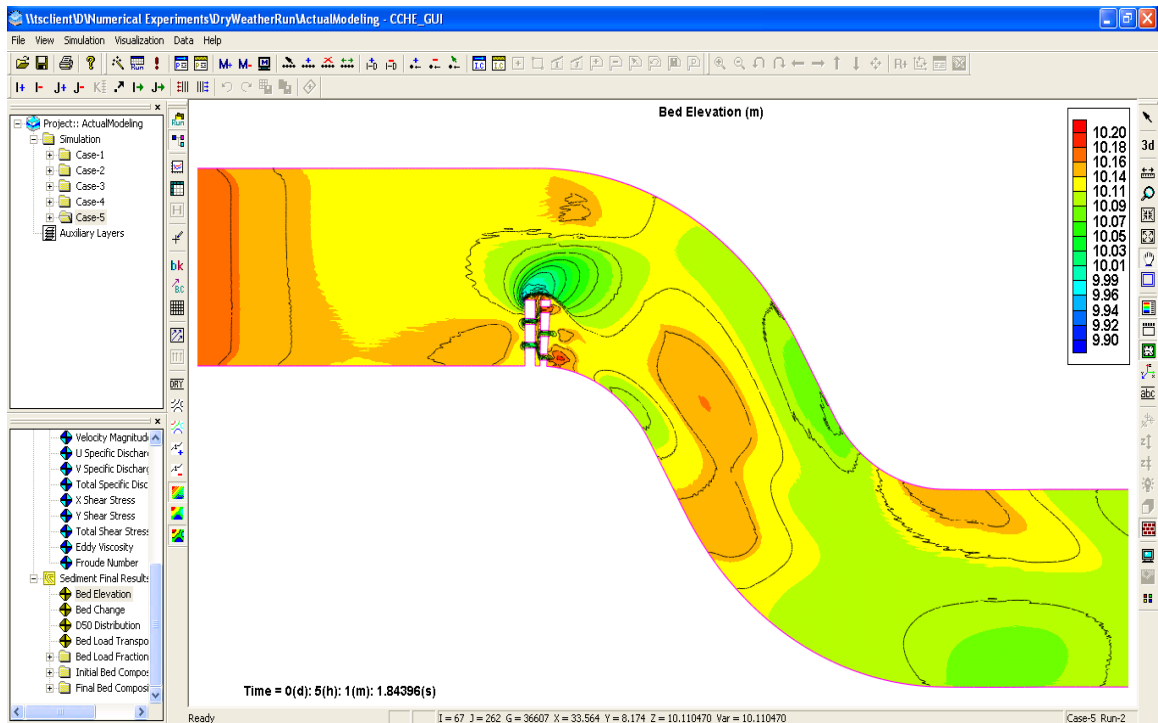 \\tsclient\D\Numerical Experiments\DryWeatherRun\ActualModeling - CCHE_GUI
File View Simulation Visualization Data Help
Project:: ActualModeling
Simulation
Case-1
Case-2
Case-3
Case-4
Case-5
Auxiliary Layers
Velocity Magnitud
U Specific Dischar
V Specific Discharg
Total Specific Disc
X Shear Stress
Y Shear Stress
Total Shear Stress
Eddy Viscosity
Froude Number
Sediment Final Results
Bed Elevation
Bed Change
D50 Distribution
Bed Load Transpo
Bed Load Fraction
Initial Bed Compos
Final Bed Composi
Run
bk
BC
DRY
Bed Elevation (m)
10.20
10.18
10.16
10.14
10.11
10.09
10.07
10.05
10.03
10.01
9.99
9.96
9.94
9.92
9.90
Time = 0(d): 5(h): 1(m): 1.84396(s)
3d
abc
Ready
I = 67 J = 262 G = 36607 X = 33.564 Y = 8.174 Z = 10.110470 Var = 10.110470
Case-5 Run-2